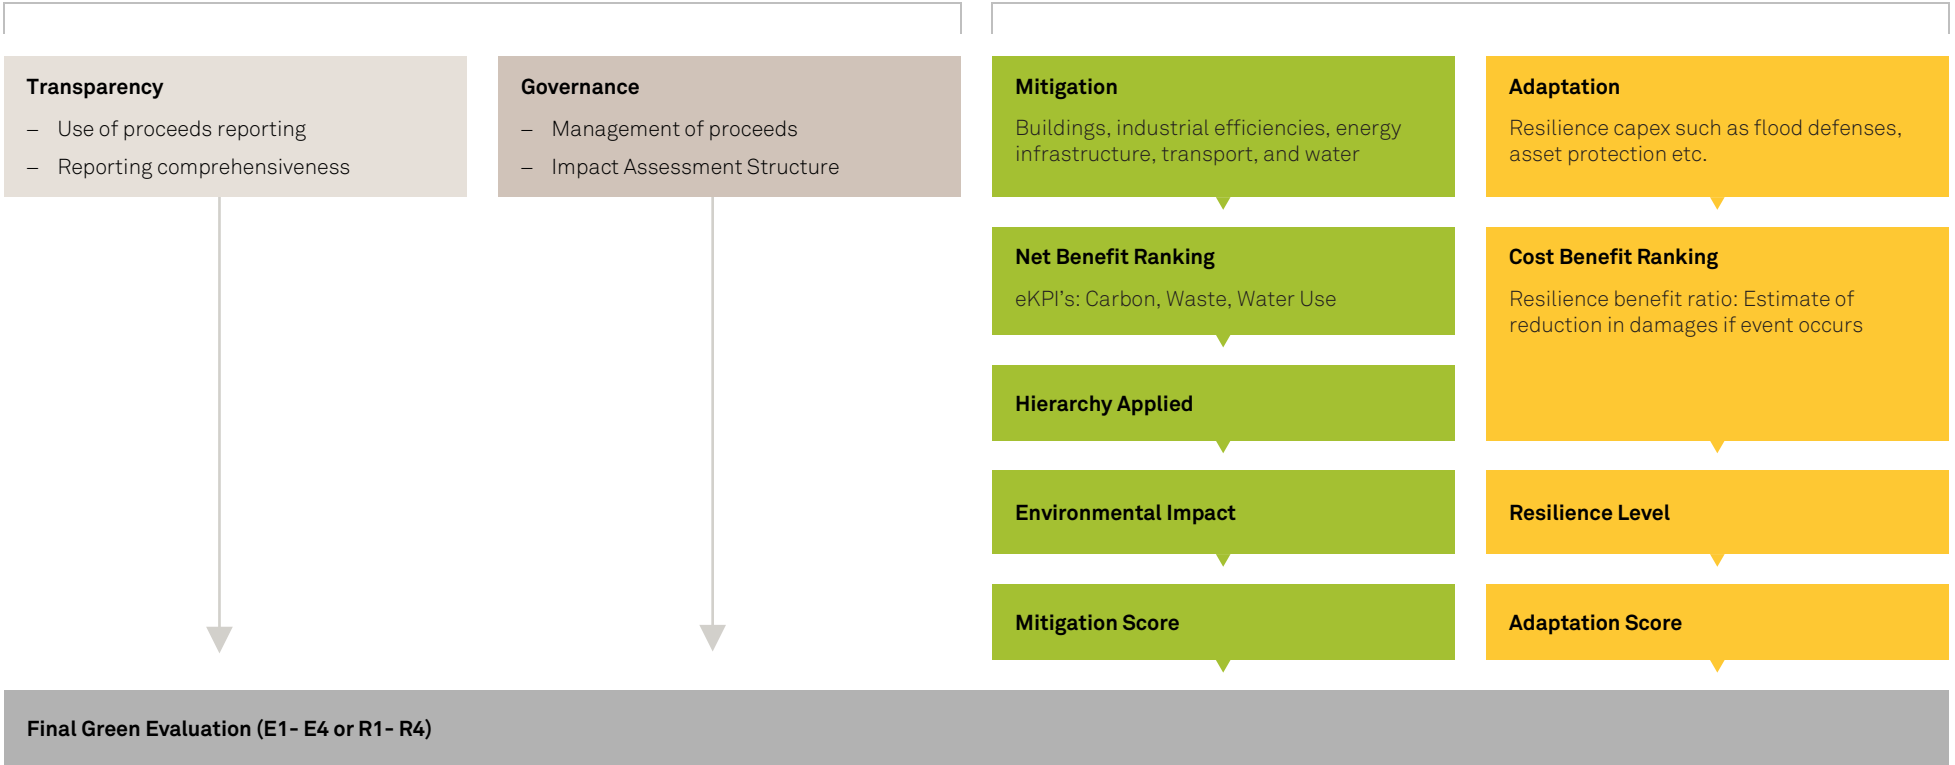 Transparency
– Use of proceeds reporting
– Reporting comprehensiveness
Governance
– Management of proceeds
– Impact Assessment Structure
Mitigation
Buildings, industrial efficiencies, energy
infrastructure, transport, and water
Net Benefit Ranking
eKPI's: Carbon, Waste, Water Use
Hierarchy Applied
Environmental Impact
Mitigation Score
Adaptation
Resilience capex such as flood defenses,
asset protection etc.
Cost Benefit Ranking
Resilience benefit ratio: Estimate of
reduction in damages if event occurs
Resilience Level
Adaptation Score
Final Green Evaluation (E1- E4 or R1- R4)